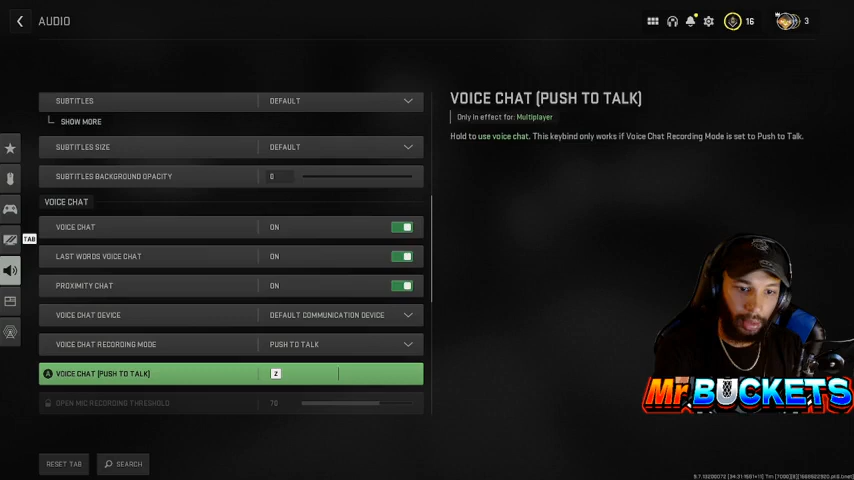 AUDIO
16
3
SUBTITLES DEFAULT
SHOW MORE
SUBTITLES SIZE DEFAULT
SUBTITLES BACKGROUND OPACITY 0
VOICE CHAT
VOICE CHAT ON
TAB
LAST WORDS VOICE CHAT ON
PROXIMITY CHAT ON
VOICE CHAT DEVICE DEFAULT COMMUNICATION DEVICE
VOICE CHAT RECORDING MODE PUSH TO TALK
A VOICE CHAT (PUSH TO TALK) Z
OPEN MIC RECORDING THRESHOLD 70
RESET TAB SEARCH
VOICE CHAT (PUSH TO TALK)
Only in effect for: Multiplayer
Hold to use voice chat. This keybind only works if Voice Chat Recording Mode is set to Push to Talk.
Mr BUCKETS